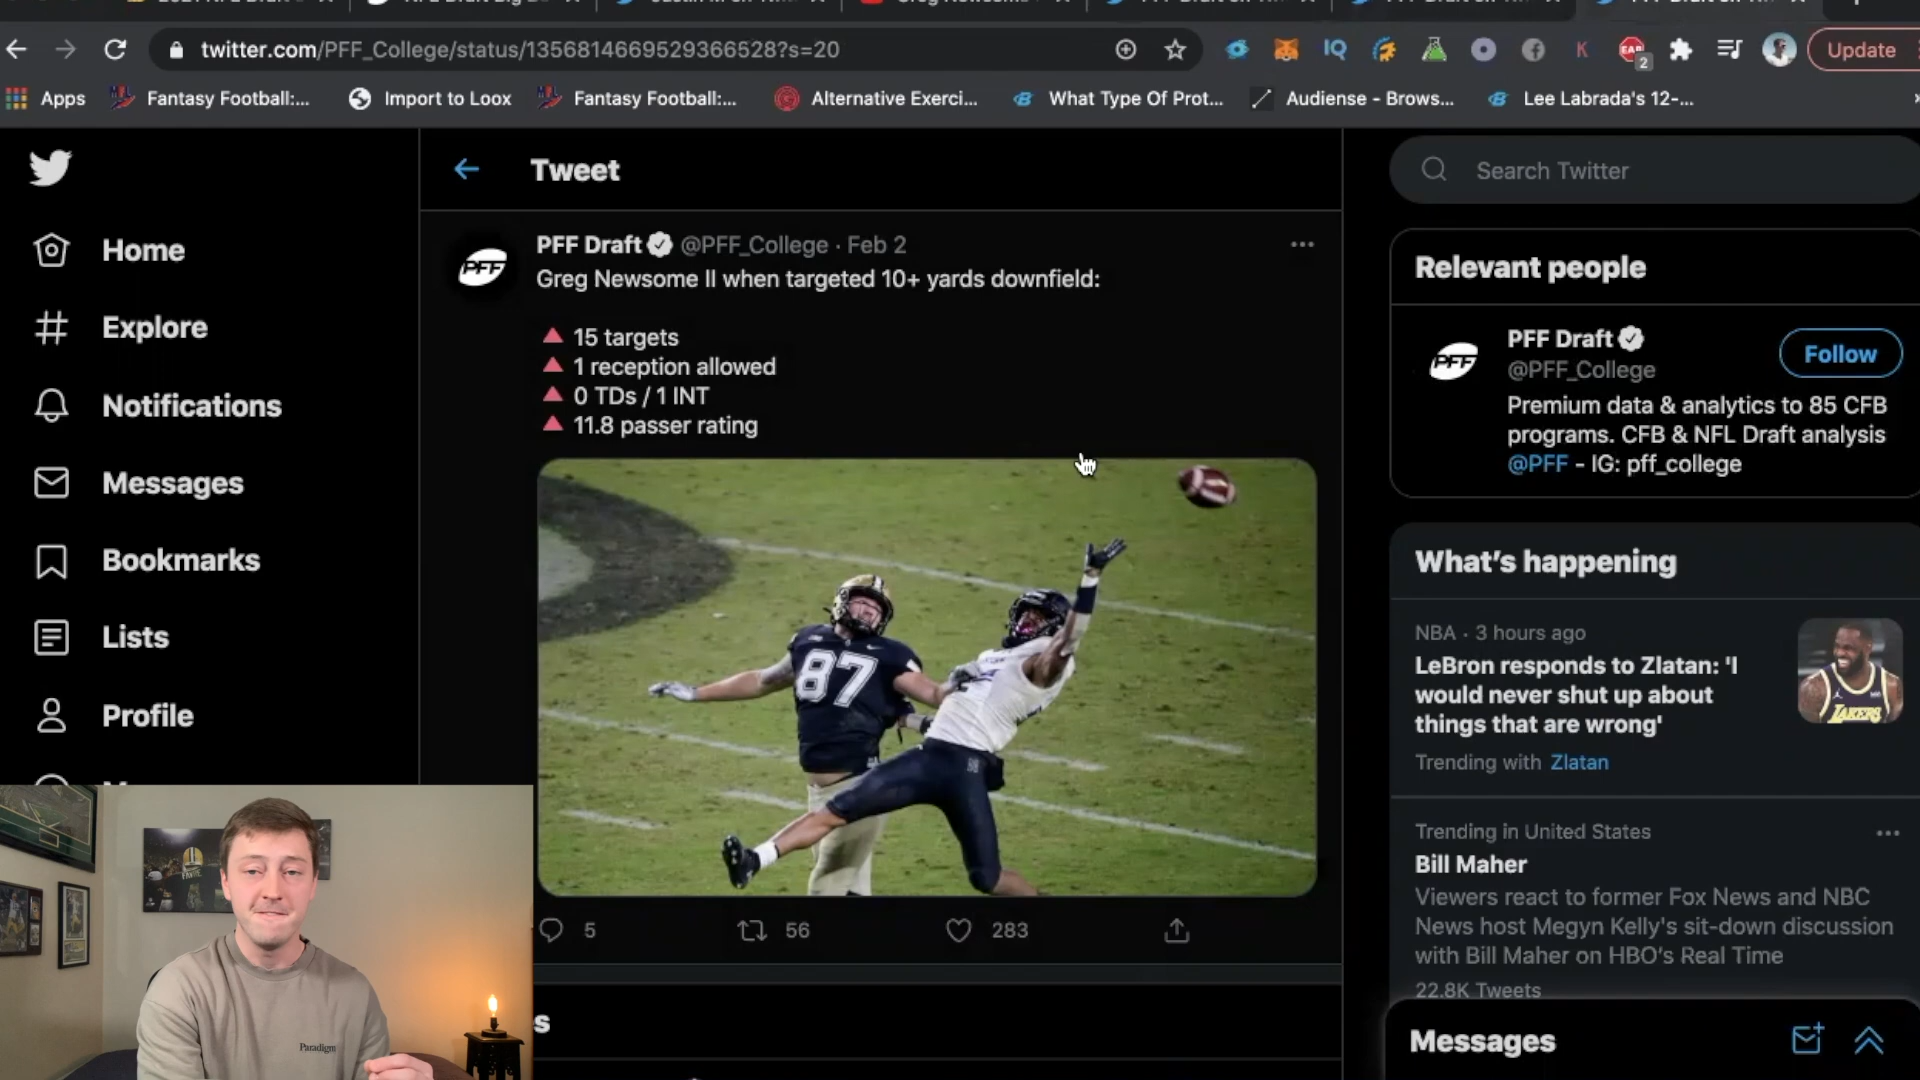 twitter.com/PFF_College/status/1356814669529366528?s=20
IQ
K
2
Update
Apps
Fantasy Football:...
Import to Loox
Fantasy Football:...
Alternative Exerci...
What Type Of Prot...
Audiense - Brows...
Lee Labrada's 12-...
Home
Explore
Notifications
Messages
Bookmarks
Lists
Profile
Tweet
PFF Draft @PFF_College · Feb 2
PFF
Greg Newsome II when targeted 10+ yards downfield:
15 targets
1 reception allowed
0 TDs / 1 INT
11.8 passer rating
87
5
56
283
s
Search Twitter
Relevant people
PFF
PFF Draft
@PFF_College
Follow
Premium data & analytics to 85 CFB
programs. CFB & NFL Draft analysis
@PFF - IG: pff_college
What's happening
NBA · 3 hours ago
LeBron responds to Zlatan: 'I
would never shut up about
things that are wrong'
Trending with Zlatan
LAKERS
Trending in United States
Bill Maher
Viewers react to former Fox News and NBC
News host Megyn Kelly's sit-down discussion
with Bill Maher on HBO's Real Time
22.8K Tweets
Messages
FAVRE
Paradigm